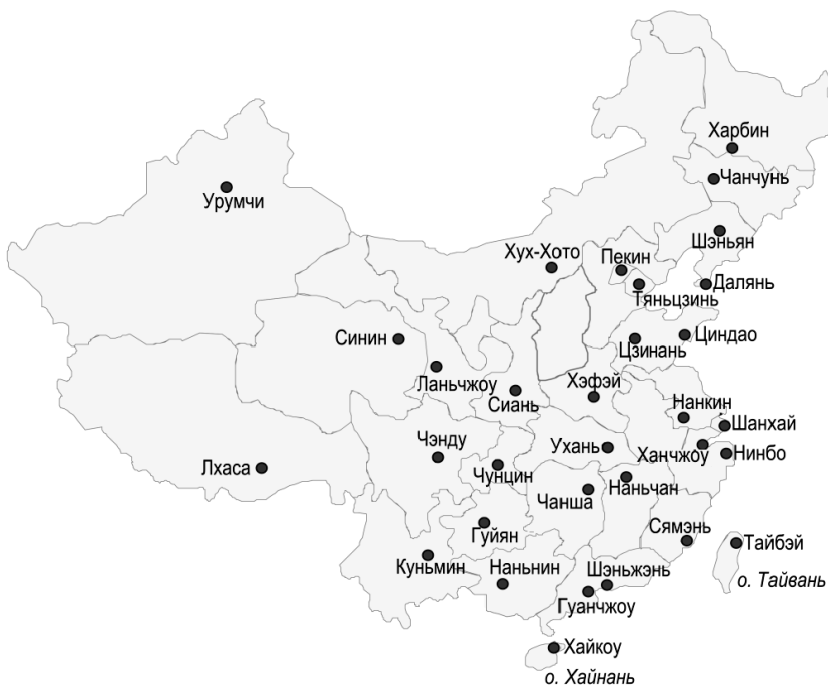 Харбин
Чанчунь
Урумчи
Шэньян
Хух-Хото
Пекин
Далянь
Тяньцзинь
Синин
Циндао
Цзинань
Ланьчжоу
Хэфэй
Сиань
Нанкин
Шанхай
Чэнду
Ухань
Ханчжоу
Нинбо
Лхаса
Чунцин
Наньчан
Чанша
Сямэнь
Гуйян
Тайбэй
Куньмин
Наньнин
Шэньжэнь
о. Тайвань
Гуанчжоу
Хайкоу
о. Хайнань